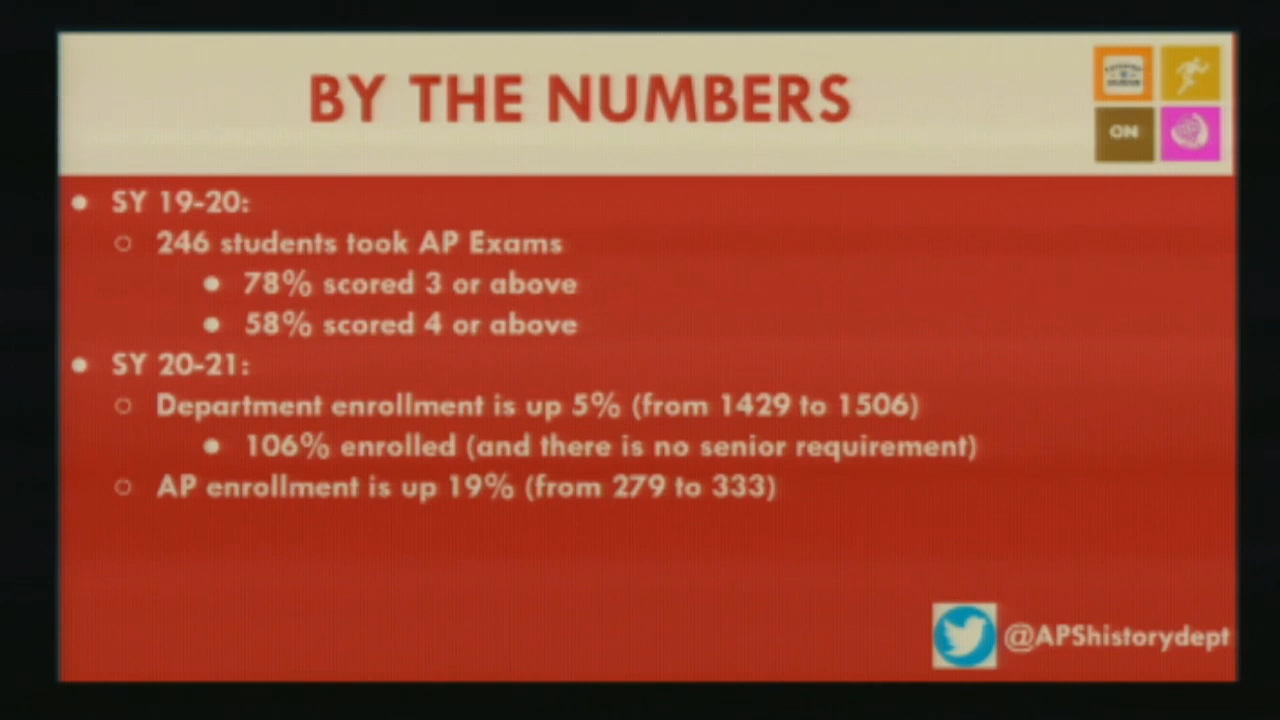 BY THE NUMBERS
ON
● SY 19-20:
○ 246 students took AP Exams
● 78% scored 3 or above
● 58% scored 4 or above
● SY 20-21:
○ Department enrollment is up 5% (from 1429 to 1506)
● 106% enrolled (and there is no senior requirement)
○ AP enrollment is up 19% (from 279 to 333)
@APShistorydept